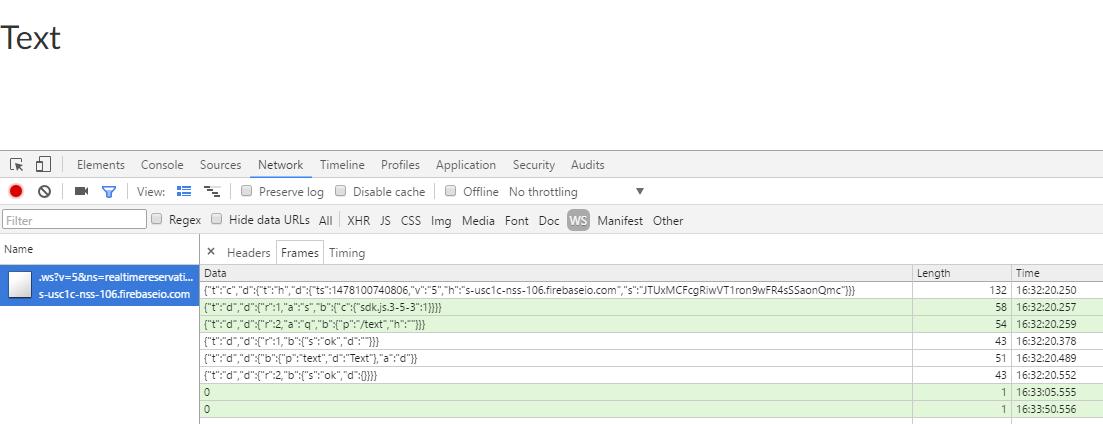 Text
Elements Console Sources Network Timeline Profiles Application Security Audits
View: Preserve log Disable cache Offline No throttling
Filter Regex Hide data URLs All XHR JS CSS Img Media Font Doc WS Manifest Other
Name × Headers Frames Timing
Data Length Time
.ws?v=5&ns=realtimereservati...
s-usc1c-nss-106.firebaseio.com
{"t":"c","d":{"t":"h","d":{"ts":1478100740806,"v":"5","h":"s-usc1c-nss-106.firebaseio.com","s":"JTUxMCFcgRiwVT1ron9wFR4sSSaonQmc"}}} 132 16:32:20.250
{"t":"d","d":{"r":1,"a":"s","b":{"c":{"sdk.js.3-5-3":1}}}} 58 16:32:20.257
{"t":"d","d":{"r":2,"a":"q","b":{"p":"/text","h":""}}} 54 16:32:20.259
{"t":"d","d":{"r":1,"b":{"s":"ok","d":""}}} 43 16:32:20.378
{"t":"d","d":{"b":{"p":"text","d":"Text"},"a":"d"}} 51 16:32:20.489
{"t":"d","d":{"r":2,"b":{"s":"ok","d":{}}}} 43 16:32:20.552
0 1 16:33:05.555
0 1 16:33:50.556